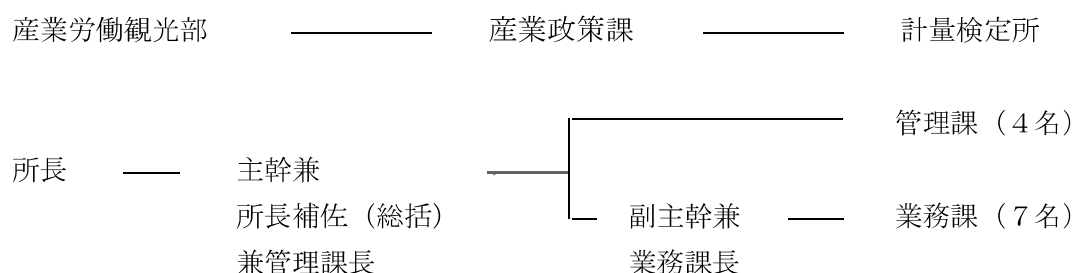 産業労働観光部 産業政策課 計量検定所
管理課（４名）
所長 主幹兼
所長補佐（総括） 副主幹兼 業務課（７名）
兼管理課長 業務課長